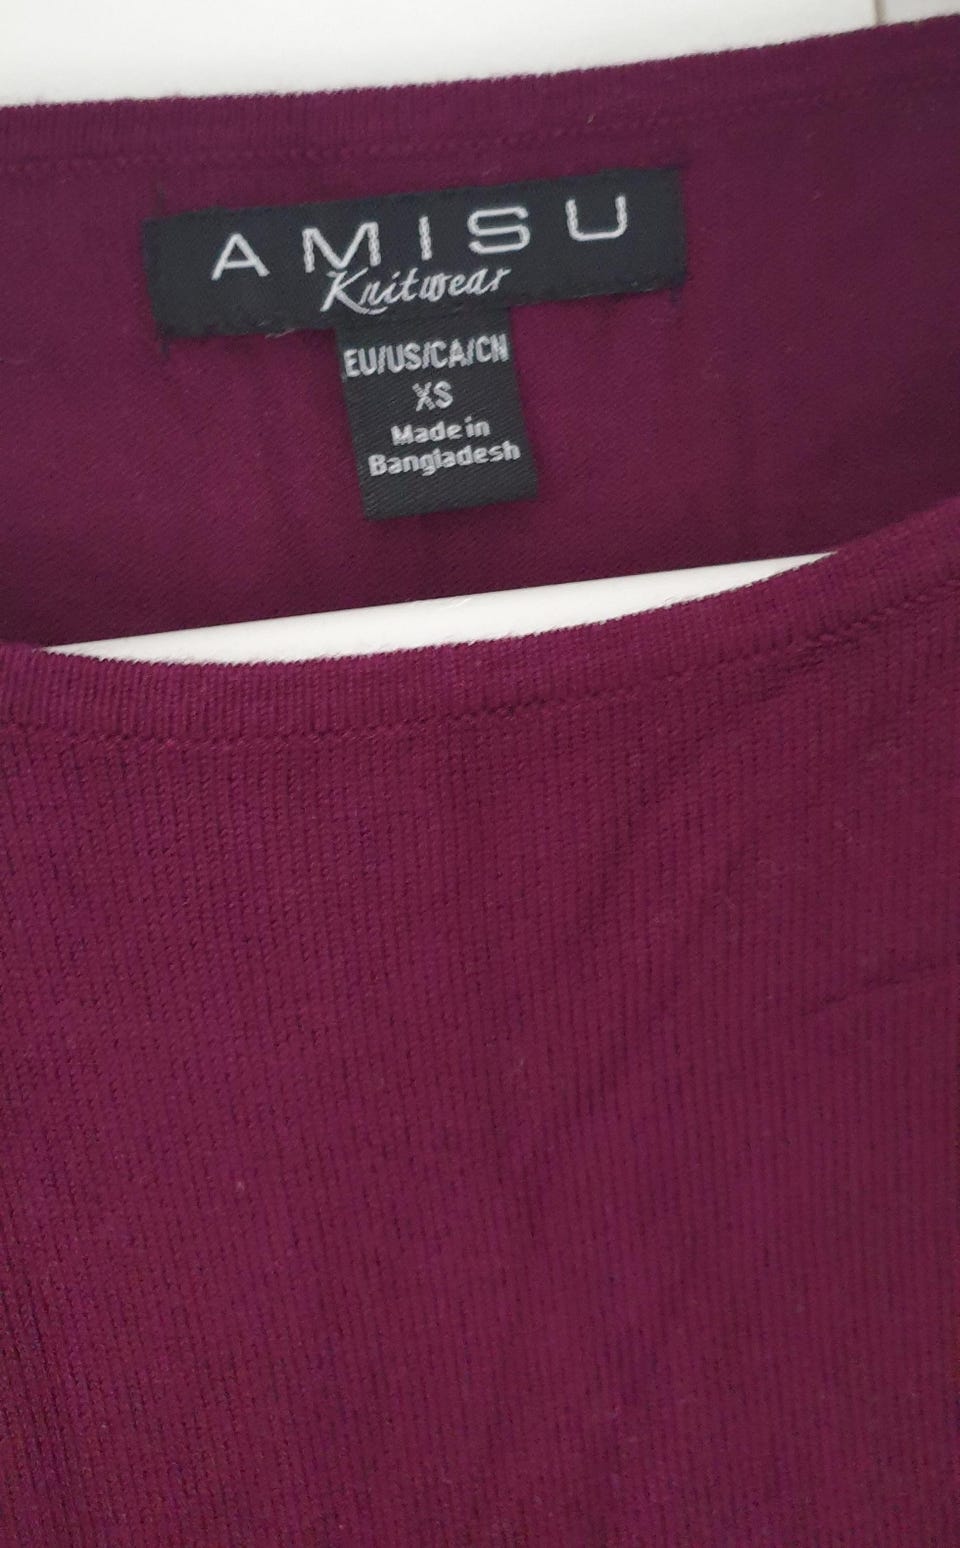 AMISU
Knitwear
EU/US/CA/CN
XS
Made in
Bangladesh